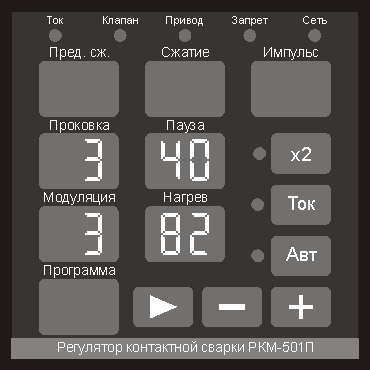 Ток Клапан Привод Запрет Сеть
Пред. сж. Сжатие Импульс
Проковка Пауза
3 40 x2
Модуляция Нагрев
Ток
3 82
Авт
Программа
Регулятор контактной сварки РКМ-501П